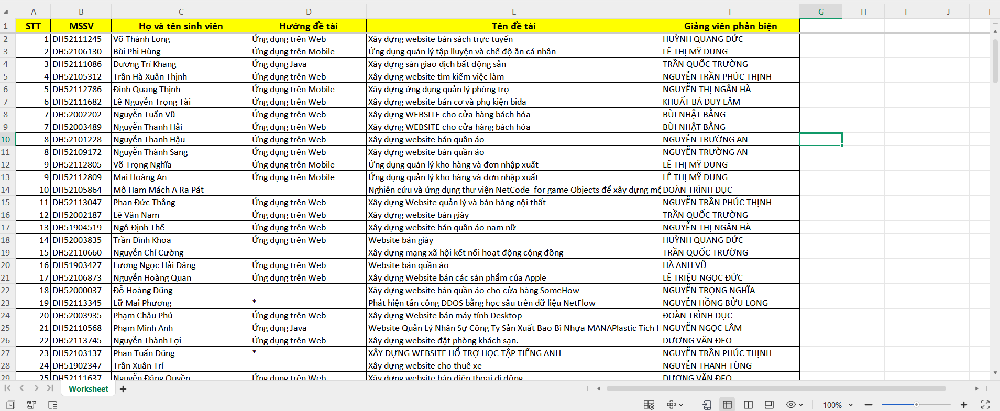 A B C D E F G H I J
1 STT MSSV Họ và tên sinh viên Hướng đề tài Tên đề tài Giảng viên phản biện
2 1 DH52111245 Võ Thành Long Ứng dụng trên Web Xây dựng website bán sách trực tuyến HUỲNH QUANG ĐỨC
3 2 DH52106130 Bùi Phi Hùng Ứng dụng trên Mobile Ứng dụng quản lý tập lluyện và chế độ ăn cá nhân LÊ THỊ MỸ DUNG
4 3 DH52111086 Dương Trí Khang Ứng dụng Java Xây dựng sàn giao dịch bất động sản TRẦN QUỐC TRƯỜNG
5 4 DH52105312 Trần Hà Xuân Thịnh Ứng dụng trên Web Xây dựng website tìm kiếm việc làm NGUYỄN TRẦN PHÚC THỊNH
6 5 DH52112786 Đinh Quang Thịnh Ứng dụng trên Mobile Xây dựng ứng dụng quản lý phòng trọ NGUYỄN THỊ NGÂN HÀ
7 6 DH52111682 Lê Nguyễn Trọng Tài Ứng dụng trên Web Xây dựng website bán cơ và phụ kiện bida KHUẤT BÁ DUY LÂM
8 7 DH52002202 Nguyễn Tuấn Vũ Ứng dụng trên Web Xây dựng WEBSITE cho cửa hàng bách hóa BÙI NHẬT BẰNG
9 7 DH52003489 Nguyễn Thanh Hải Ứng dụng trên Web Xây dựng WEBSITE cho cửa hàng bách hóa BÙI NHẬT BẰNG
10 8 DH52101228 Nguyễn Thanh Hậu Ứng dụng trên Web Xây dựng website bán quần áo NGUYỄN TRƯỜNG AN
11 8 DH52109172 Nguyễn Thành Sang Ứng dụng trên Web Xây dựng website bán quần áo NGUYỄN TRƯỜNG AN
12 9 DH52112805 Võ Trọng Nghĩa Ứng dụng trên Mobile Ứng dụng quản lý kho hàng và đơn nhập xuất LÊ THỊ MỸ DUNG
13 9 DH52112809 Mai Hoàng An Ứng dụng trên Mobile Ứng dụng quản lý kho hàng và đơn nhập xuất LÊ THỊ MỸ DUNG
14 10 DH52105864 Mô Ham Mách A Ra Pát Nghiên cứu và ứng dụng thư viện NetCode for game Objects để xây dựng mộ ĐOÀN TRÌNH DỤC
15 11 DH52113047 Phan Đức Thắng Ứng dụng trên Web Xây dựng Website quản lý và bán hàng nội thất NGUYỄN TRẦN PHÚC THỊNH
16 12 DH52002187 Lê Văn Nam Ứng dụng trên Web Xây dựng website bán giày TRẦN QUỐC TRƯỜNG
17 13 DH51904519 Ngô Định Thế Ứng dụng trên Web Xây dựng website bán quần áo nam nữ NGUYỄN THỊ NGÂN HÀ
18 14 DH52003835 Trần Đình Khoa Ứng dụng trên Web Website bán giày HUỲNH QUANG ĐỨC
19 15 DH52110660 Nguyễn Chí Cường Xây dựng mạng xã hội kết nối hoạt động cộng đồng TRẦN QUỐC TRƯỜNG
20 16 DH51903427 Lương Ngọc Hải Đăng Ứng dụng trên Web Website bán quần áo HÀ ANH VŨ
21 17 DH52106873 Nguyễn Hoàng Quan Ứng dụng trên Web Xây dựng Website bán các sản phẩm của Apple LÊ TRIỆU NGỌC ĐỨC
22 18 DH52000037 Đỗ Hoàng Dũng Xây dựng website bán quần áo cho cửa hàng SomeHow NGUYỄN TRỌNG NGHĨA
23 19 DH52113345 Lữ Mai Phương * Phát hiện tấn công DDOS bằng học sâu trên dữ liệu NetFlow NGUYỄN HỒNG BỬU LONG
24 20 DH52003935 Phạm Châu Phú Ứng dụng trên Web Xây dựng Website bán máy tính Desktop ĐOÀN TRÌNH DỤC
25 21 DH52110568 Phạm Minh Anh Ứng dụng Java Website Quản Lý Nhân Sự Công Ty Sản Xuất Bao Bì Nhựa MANAPlastic Tích H NGUYỄN NGỌC LÂM
26 22 DH52113745 Nguyễn Thành Lợi Ứng dụng trên Web Xây dựng website đặt phòng khách sạn. DƯƠNG VĂN ĐEO
27 23 DH52103137 Phan Tuấn Dũng * XÂY DỰNG WEBSITE HỔ TRỢ HỌC TẬP TIẾNG ANH NGUYỄN TRẦN PHÚC THỊNH
28 24 DH51902347 Trần Xuân Trí Xây dựng website cho thuê xe NGUYỄN THANH TÙNG
29 25 DH52111637 Nguyễn Đăng Quyền Ứng dụng trên Web Xây dựng website bán điện thoại di động DƯƠNG VĂN ĐEO
Worksheet
100%